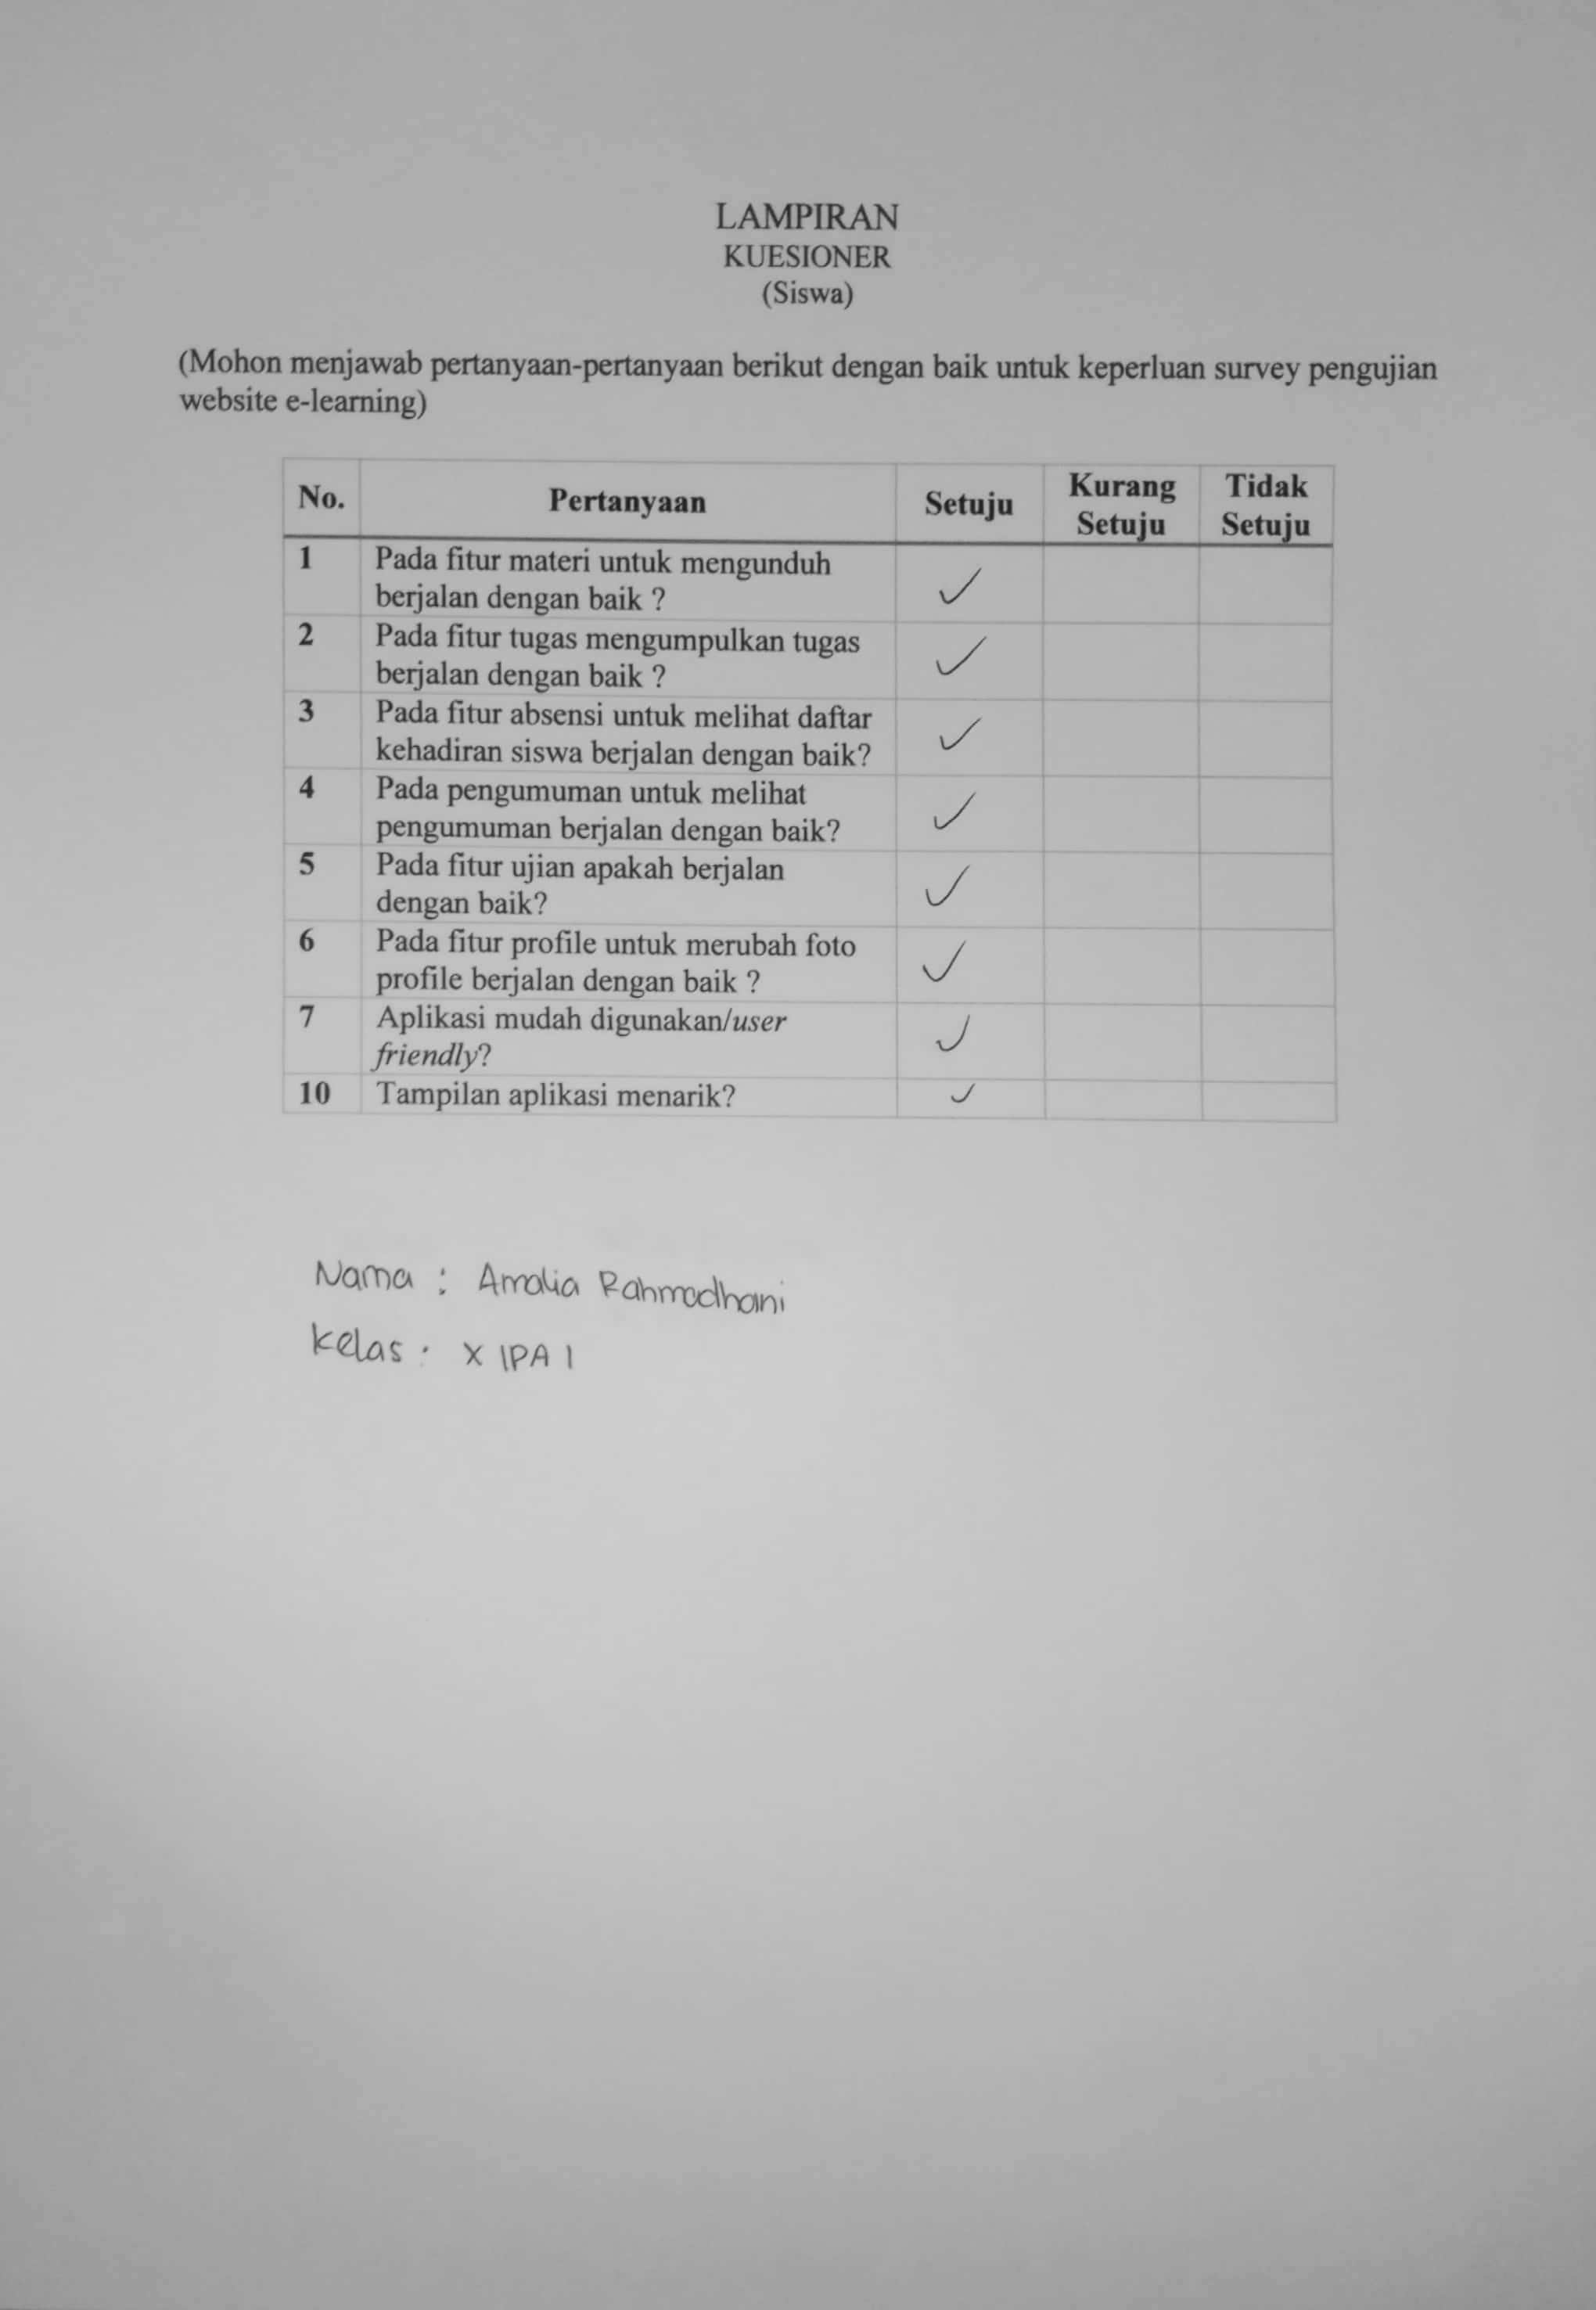 LAMPIRAN
KUESIONER
(Siswa)
(Mohon menjawab pertanyaan-pertanyaan berikut dengan baik untuk keperluan survey pengujian
website e-learning)
No. Pertanyaan Setuju Kurang Setuju Tidak Setuju
1 Pada fitur materi untuk mengunduh
berjalan dengan baik ? ✓
2 Pada fitur tugas mengumpulkan tugas
berjalan dengan baik ? ✓
3 Pada fitur absensi untuk melihat daftar
kehadiran siswa berjalan dengan baik? ✓
4 Pada pengumuman untuk melihat
pengumuman berjalan dengan baik? ✓
5 Pada fitur ujian apakah berjalan
dengan baik? ✓
6 Pada fitur profile untuk merubah foto
profile berjalan dengan baik ? ✓
7 Aplikasi mudah digunakan/user
friendly? ✓
10 Tampilan aplikasi menarik? ✓
Nama : Amalia Rahmadhani
Kelas : X IPA 1